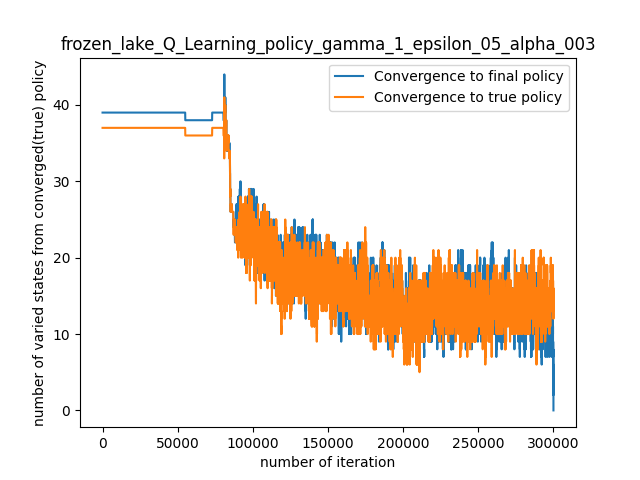 frozen_lake_Q_Learning_policy_gamma_1_epsilon_05_alpha_003
Convergence to final policy
Convergence to true policy
number of varied states from converged(true) policy
40
30
20
10
0
0
50000
100000
150000
200000
250000
300000
number of iteration